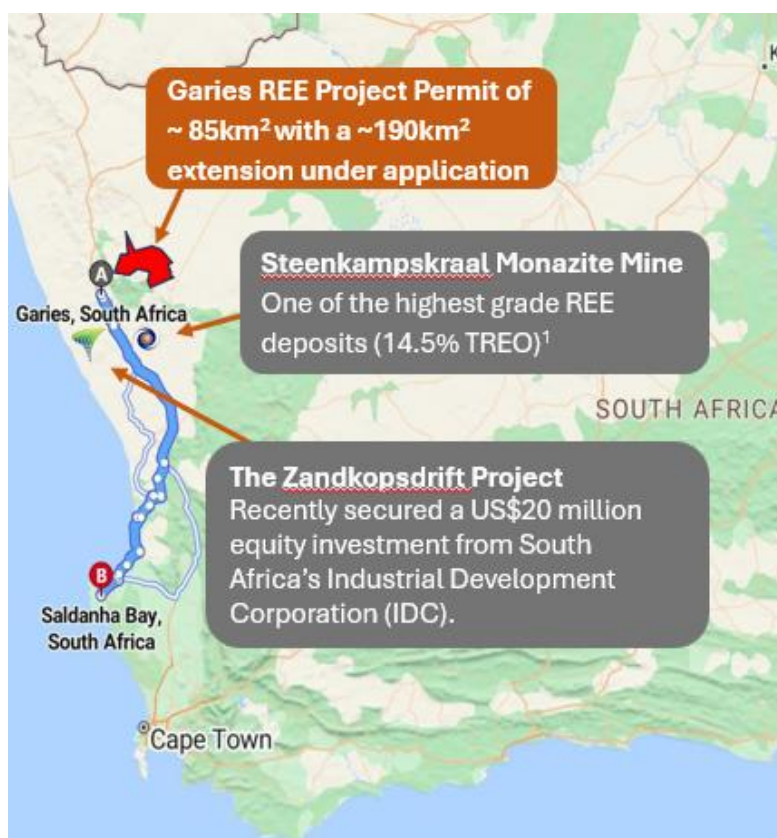 K
Garies REE Project Permit of
~ 85km² with a ~190km²
extension under application
A
Steenkampskraal Monazite Mine
One of the highest grade REE
deposits (14.5% TREO)¹
Garies, South Africa
SOUTH AFRICA
The Zandkopsdrift Project
Recently secured a US$20 million
equity investment from South
Africa's Industrial Development
Corporation (IDC).
B
Saldanha Bay,
South Africa
Cape Town